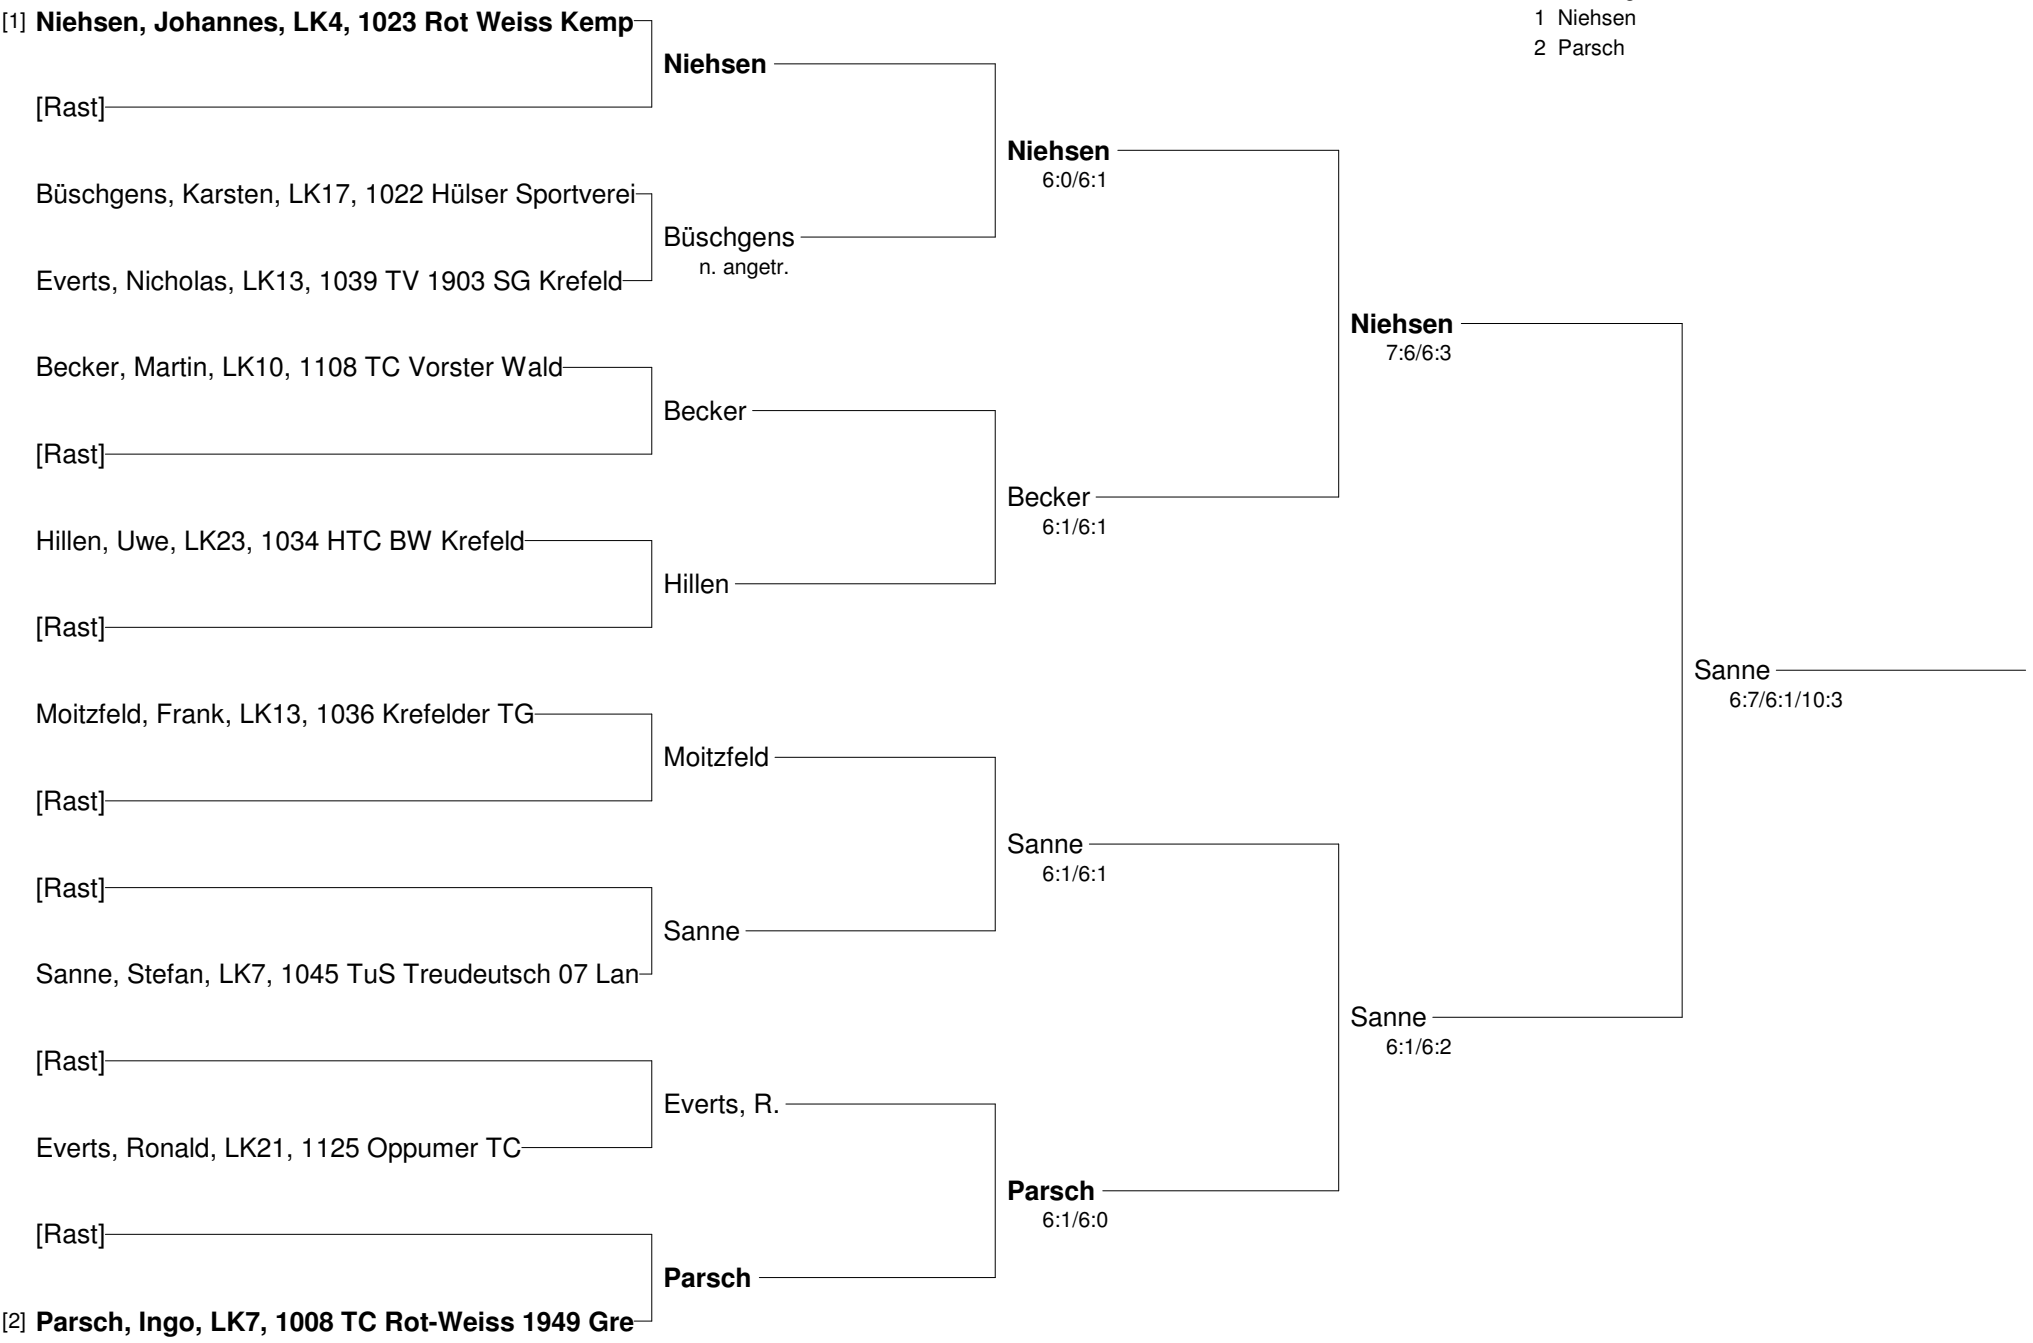 [1] Niehsen, Johannes, LK4, 1023 Rot Weiss Kemp
[Rast]
Büschgens, Karsten, LK17, 1022 Hülser Sportverei
Everts, Nicholas, LK13, 1039 TV 1903 SG Krefeld
Becker, Martin, LK10, 1108 TC Vorster Wald
[Rast]
Hillen, Uwe, LK23, 1034 HTC BW Krefeld
[Rast]
Moitzfeld, Frank, LK13, 1036 Krefelder TG
[Rast]
[Rast]
Sanne, Stefan, LK7, 1045 TuS Treudeutsch 07 Lan
[Rast]
Everts, Ronald, LK21, 1125 Oppumer TC
[Rast]
[2] Parsch, Ingo, LK7, 1008 TC Rot-Weiss 1949 Gre
Niehsen
Büschgens
n. angetr.
Becker
Hillen
Moitzfeld
Sanne
Everts, R.
Parsch
Niehsen
6:0/6:1
Becker
6:1/6:1
Sanne
6:1/6:1
Parsch
6:1/6:0
Niehsen
7:6/6:3
Sanne
6:1/6:2
Sanne
6:7/6:1/10:3
1 Niehsen
2 Parsch